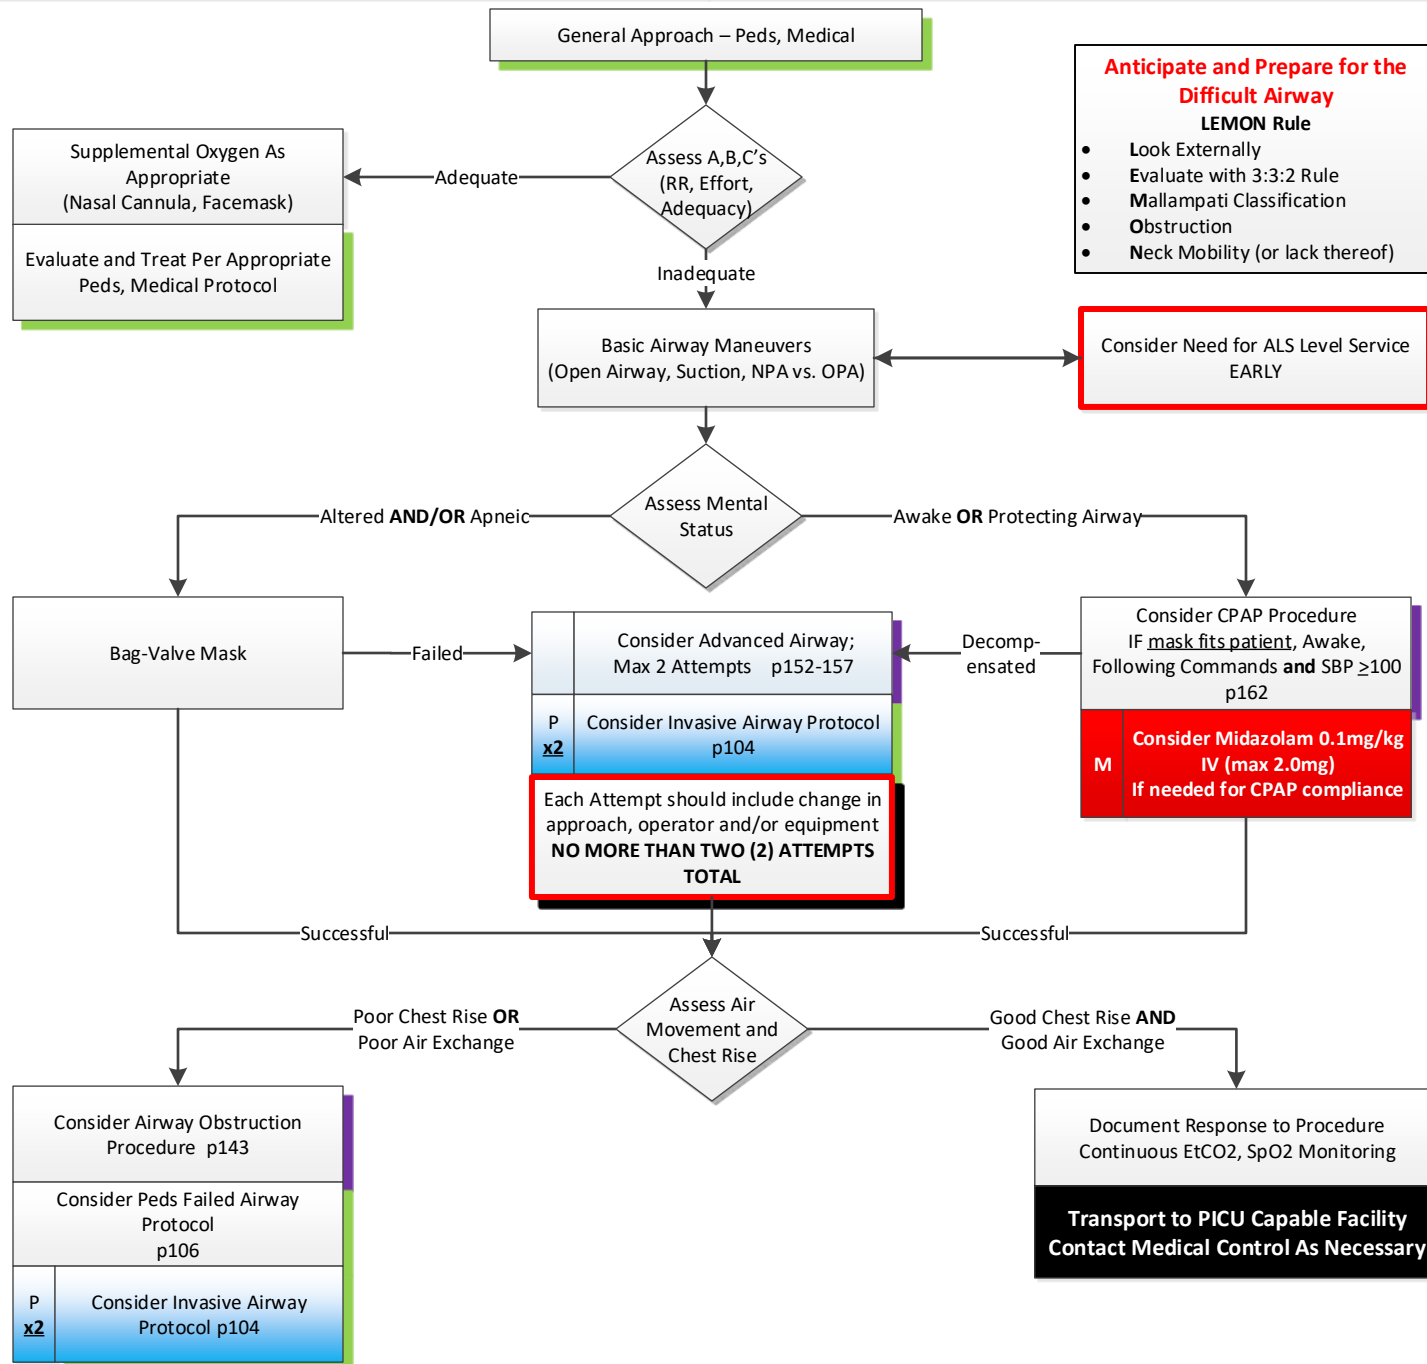 General Approach – Peds, Medical
Anticipate and Prepare for the
Difficult Airway
LEMON Rule
• Look Externally
• Evaluate with 3:3:2 Rule
• Mallampati Classification
• Obstruction
• Neck Mobility (or lack thereof)
Assess A,B,C's
(RR, Effort,
Adequacy)
Adequate
Supplemental Oxygen As
Appropriate
(Nasal Cannula, Facemask)
Evaluate and Treat Per Appropriate
Peds, Medical Protocol
Inadequate
Basic Airway Maneuvers
(Open Airway, Suction, NPA vs. OPA)
Consider Need for ALS Level Service
EARLY
Assess Mental
Status
Altered AND/OR Apneic
Awake OR Protecting Airway
Bag-Valve Mask
Failed
Consider Advanced Airway;
Max 2 Attempts p152-157
P
x2
Consider Invasive Airway Protocol
p104
Each Attempt should include change in
approach, operator and/or equipment
NO MORE THAN TWO (2) ATTEMPTS
TOTAL
Decomp-
ensated
Consider CPAP Procedure
IF mask fits patient, Awake,
Following Commands and SBP ≥100
p162
M
Consider Midazolam 0.1mg/kg
IV (max 2.0mg)
If needed for CPAP compliance
Successful
Successful
Assess Air
Movement and
Chest Rise
Poor Chest Rise OR
Poor Air Exchange
Good Chest Rise AND
Good Air Exchange
Consider Airway Obstruction
Procedure p143
Consider Peds Failed Airway
Protocol
p106
P
x2
Consider Invasive Airway
Protocol p104
Document Response to Procedure
Continuous EtCO2, SpO2 Monitoring
Transport to PICU Capable Facility
Contact Medical Control As Necessary